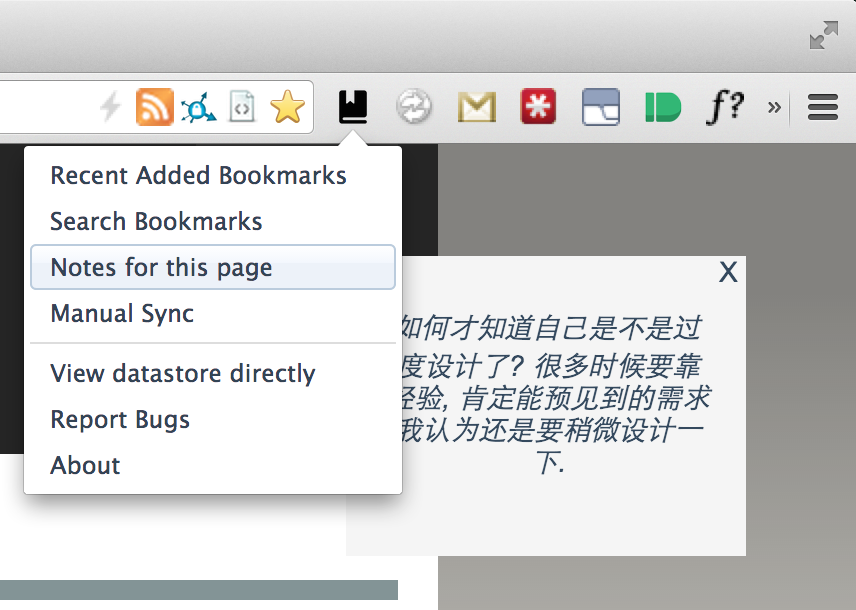 f?
»
Recent Added Bookmarks
Search Bookmarks
Notes for this page
Manual Sync
View datastore directly
Report Bugs
About
X
如何才知道自己是不是过
度设计了? 很多时候要靠
经验, 肯定能预见到的需求
我认为还是要稍微设计一
下.